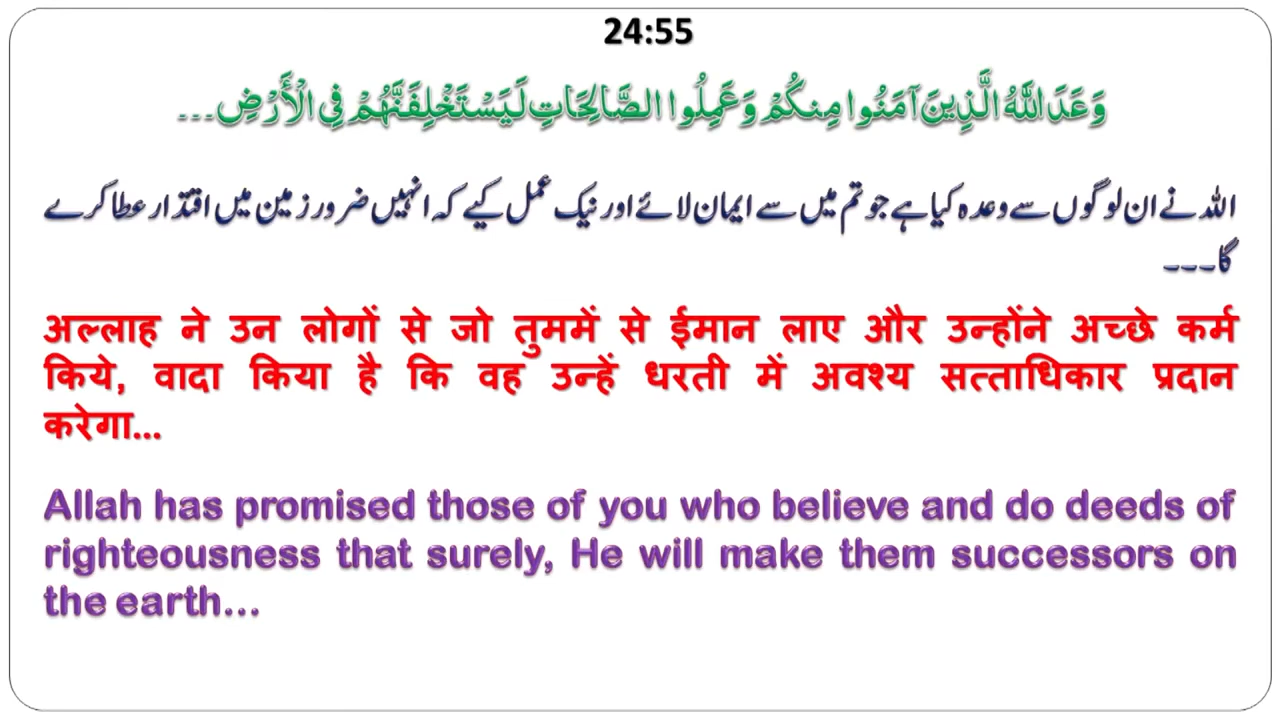 24:55
وَعَدَ اللَّهُ الَّذِينَ آمَنُوا مِنكُمْ وَعَمِلُوا الصَّالِحَاتِ لَيَسْتَخْلِفَنَّهُمْ فِي الْأَرْضِ...
اللہ نے ان لوگوں سے وعدہ کیا ہے جو تم میں سے ایمان لائے اور نیک عمل کیے کہ انہیں ضرور زمین میں اقتدار عطا کرے
گا۔۔۔
अल्लाह ने उन लोगों से जो तुममें से ईमान लाए और उन्होंने अच्छे कर्म
किये, वादा किया है कि वह उन्हें धरती में अवश्य सत्ताधिकार प्रदान
करेगा...
Allah has promised those of you who believe and do deeds of
righteousness that surely, He will make them successors on
the earth...